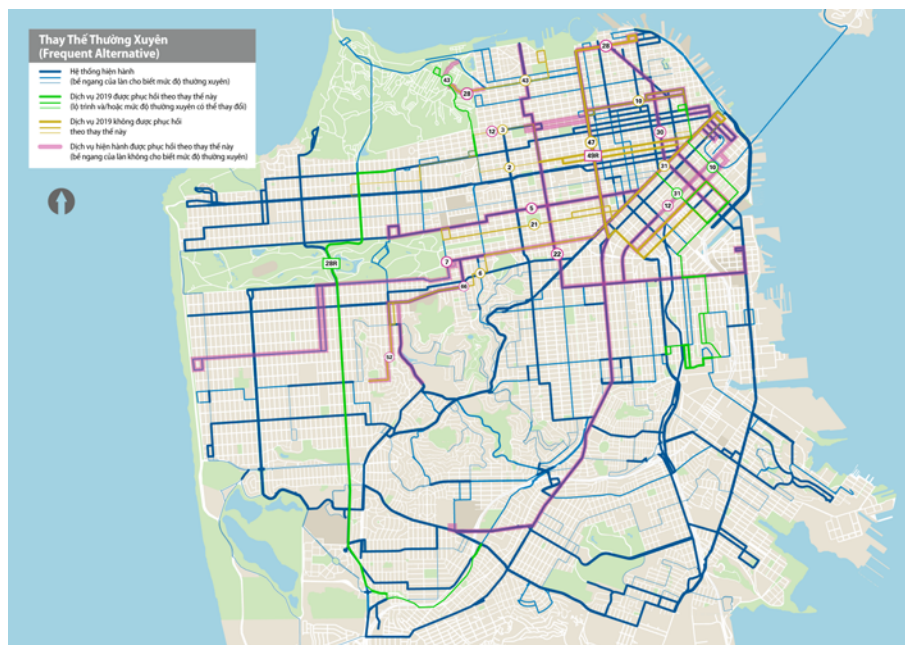 Thay Thế Thường Xuyên
(Frequent Alternative)
Hệ thống hiện hành
(bề ngang của làn cho biết mức độ thường xuyên)
Dịch vụ 2019 được phục hồi theo thay thế này
(lộ trình và/hoặc mức độ thường xuyên có thể thay đổi)
Dịch vụ 2019 không được phục hồi
theo thay thế này
Dịch vụ hiện hành được phục hồi theo thay thế này
(bề ngang của làn không cho biết mức độ thường xuyên)
28
43
43
28
10
12
3
47
30
49R
2
31
10
31
12
5
21
22
28R
7
6
66
52